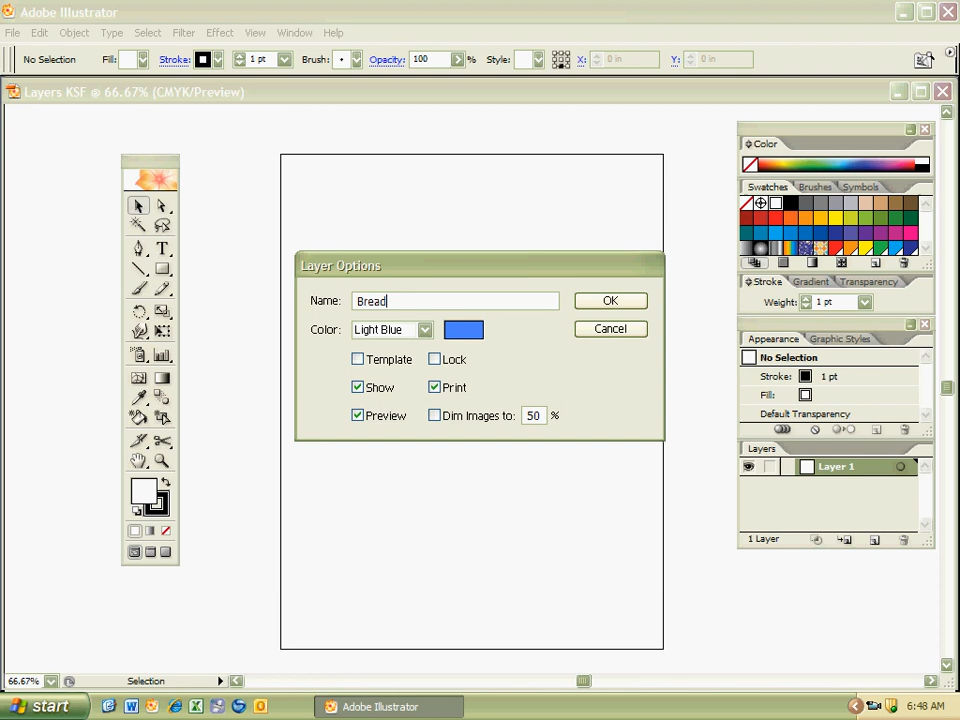 Adobe Illustrator
File Edit Object Type Select Filter Effect View Window Help
No Selection Fill: Stroke: 1 pt Brush: Opacity: 100 % Style: X: 0 in Y: 0 in
Layers KSF @ 66.67% (CMYK/Preview)
Color
Swatches Brushes Symbols
Stroke Gradient Transparency
Weight: 1 pt
Appearance Graphic Styles
No Selection
Stroke: 1 pt
Fill:
Default Transparency
Layers
Layer 1
1 Layer
Layer Options
Name: Bread OK
Color: Light Blue Cancel
Template Lock
Show Print
Preview Dim Images to: 50 %
66.67% Selection
start Adobe Illustrator 6:48 AM